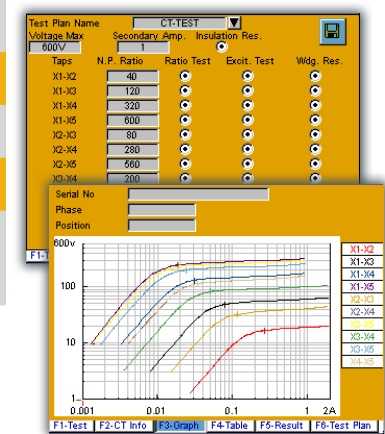 Test Plan Name CT-TEST
Voltage Max Secondary Amp. Insulation Res.
600V 1
Taps N.P. Ratio Ratio Test Excit. Test Wdg. Res.
X1-X2 40
X1-X3 120
X1-X4 320
X1-X5 600
X2-X3 80
X2-X4 280
X2-X5 560
X3-X4 200
F1-T
Serial No
Phase
Position
600v
100
10
1
0.001 0.01 0.1 1 2A
X1-X2
X1-X3
X1-X4
X1-X5
X2-X3
X2-X4
X2-X5
X3-X4
X3-X5
X4-X5
F1-Test F2-CT Info F3-Graph F4-Table F5-Result F6-Test Plan